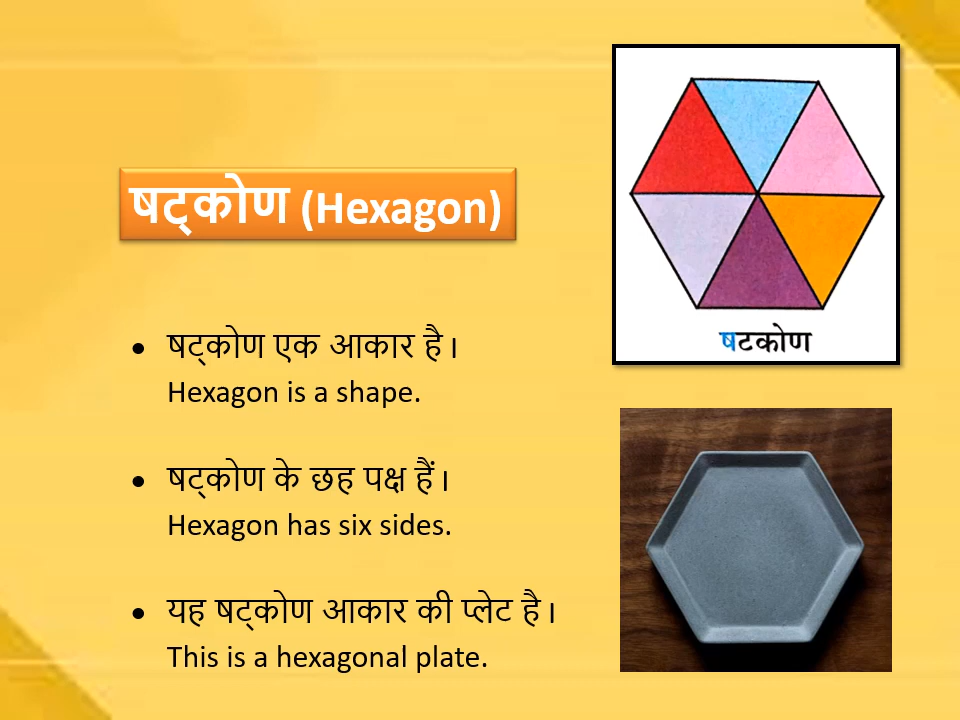 षट्कोण (Hexagon)
• षट्कोण एक आकार है।
Hexagon is a shape.
• षट्कोण के छह पक्ष हैं।
Hexagon has six sides.
• यह षट्कोण आकार की प्लेट है।
This is a hexagonal plate.
षटकोण